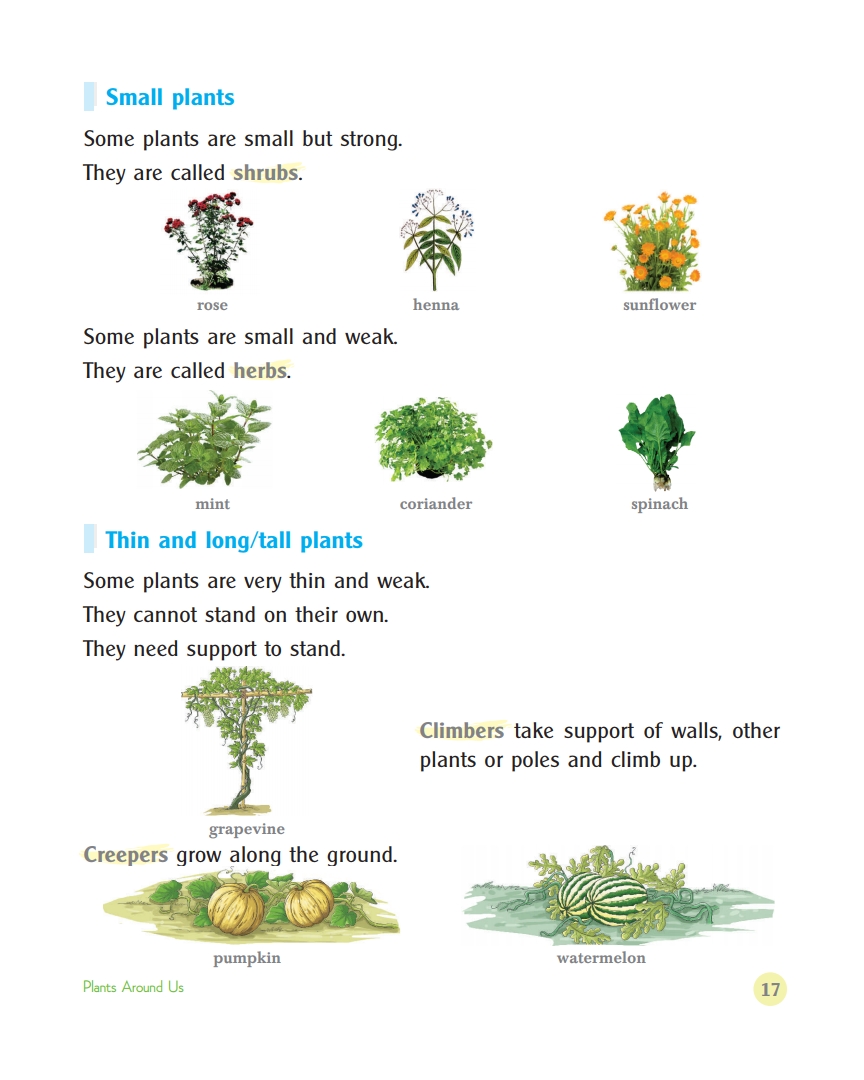 Small plants
Some plants are small but strong.
They are called shrubs.
rose
henna
sunflower
Some plants are small and weak.
They are called herbs.
mint
coriander
spinach
Thin and long/tall plants
Some plants are very thin and weak.
They cannot stand on their own.
They need support to stand.
Climbers take support of walls, other
plants or poles and climb up.
grapevine
Creepers grow along the ground.
pumpkin
watermelon
Plants Around Us
17